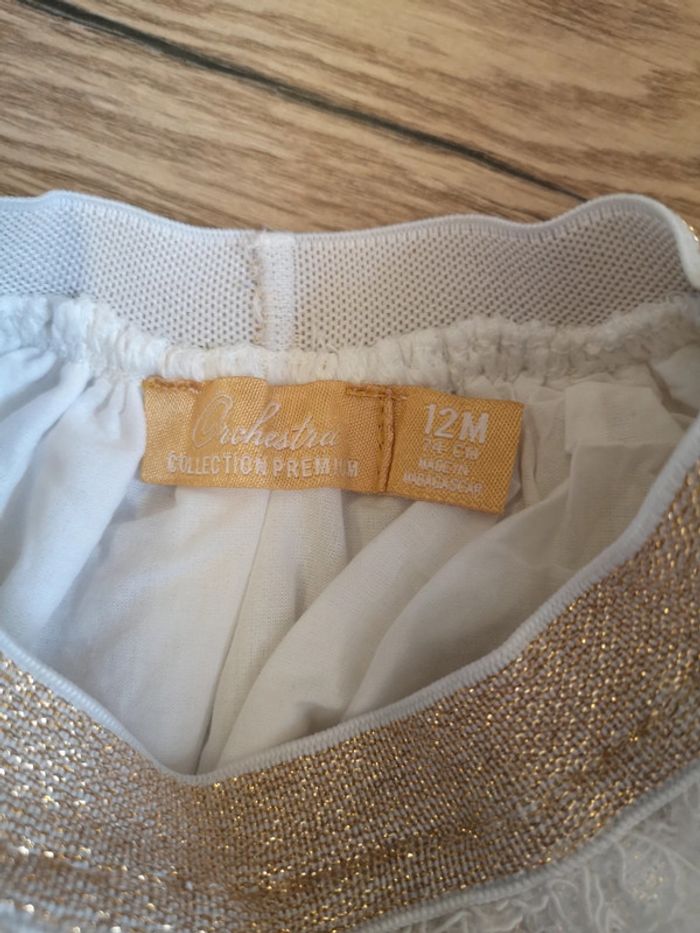 Orchestra
COLLECTION PREMIUM
12M
74 CM
MADE IN
MADAGASCAR